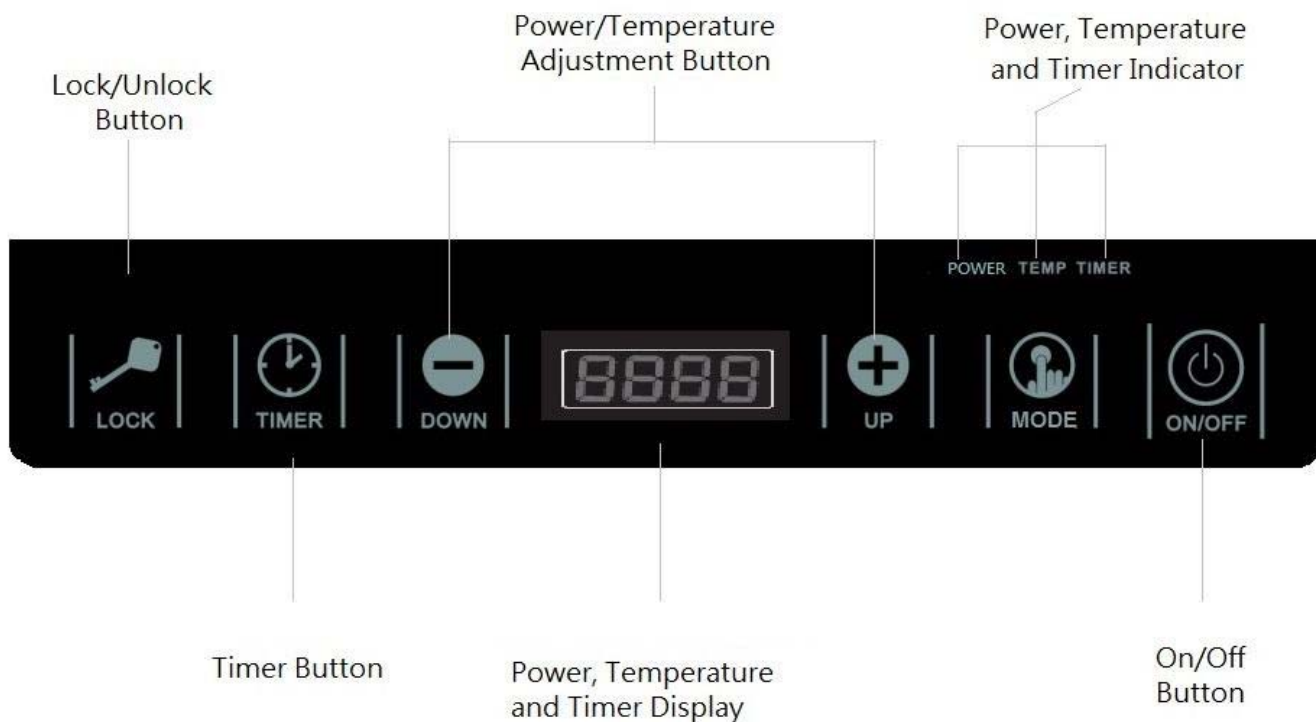 Power/Temperature
Adjustment Button
Power, Temperature
and Timer Indicator
Lock/Unlock
Button
POWER TEMP TIMER
8888
LOCK
TIMER
DOWN
UP
MODE
ON/OFF
Timer Button
Power, Temperature
and Timer Display
On/Off
Button